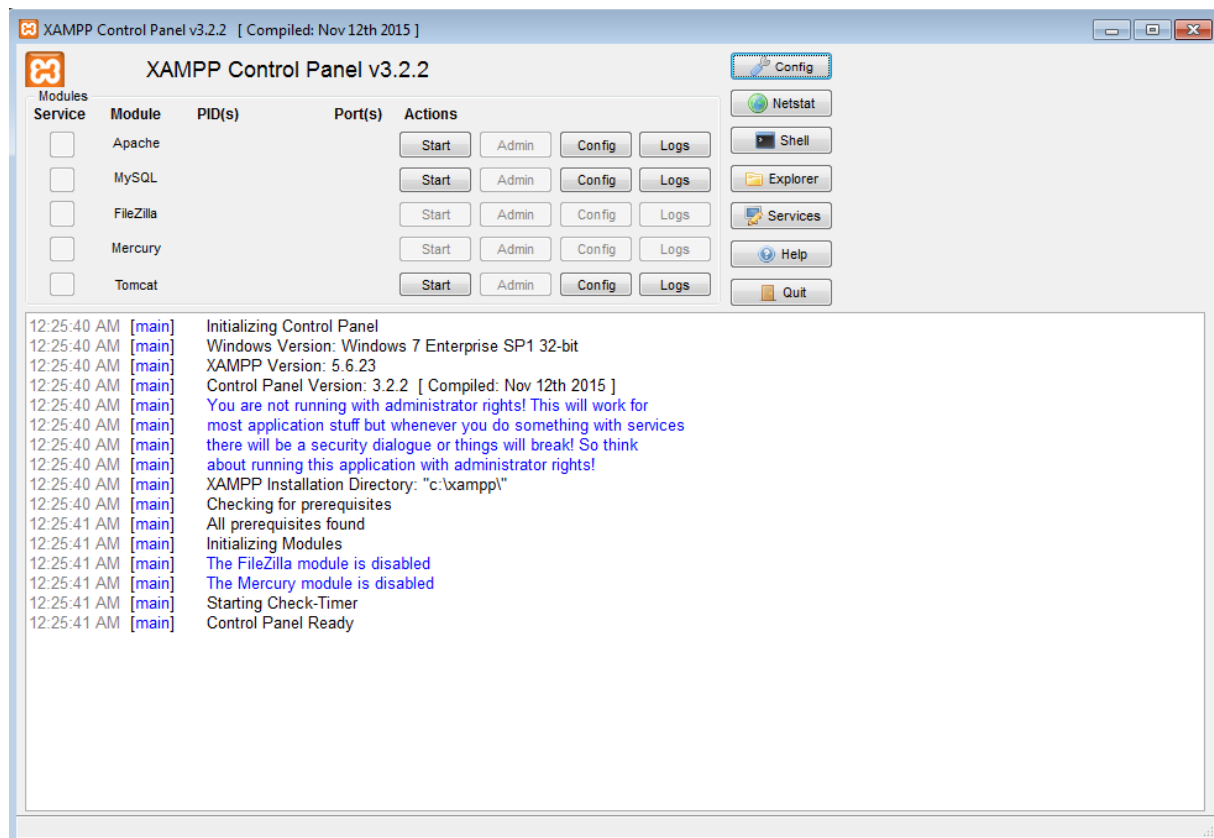 XAMPP Control Panel v3.2.2 [ Compiled: Nov 12th 2015 ]
XAMPP Control Panel v3.2.2
Config
Modules
Service Module PID(s) Port(s) Actions
Netstat
Apache Start Admin Config Logs
Shell
MySQL Start Admin Config Logs
Explorer
FileZilla Start Admin Config Logs
Services
Mercury Start Admin Config Logs
Help
Tomcat Start Admin Config Logs
Quit
12:25:40 AM [main] Initializing Control Panel
12:25:40 AM [main] Windows Version: Windows 7 Enterprise SP1 32-bit
12:25:40 AM [main] XAMPP Version: 5.6.23
12:25:40 AM [main] Control Panel Version: 3.2.2 [ Compiled: Nov 12th 2015 ]
12:25:40 AM [main] You are not running with administrator rights! This will work for
12:25:40 AM [main] most application stuff but whenever you do something with services
12:25:40 AM [main] there will be a security dialogue or things will break! So think
12:25:40 AM [main] about running this application with administrator rights!
12:25:40 AM [main] XAMPP Installation Directory: "c:\xampp\"
12:25:40 AM [main] Checking for prerequisites
12:25:41 AM [main] All prerequisites found
12:25:41 AM [main] Initializing Modules
12:25:41 AM [main] The FileZilla module is disabled
12:25:41 AM [main] The Mercury module is disabled
12:25:41 AM [main] Starting Check-Timer
12:25:41 AM [main] Control Panel Ready